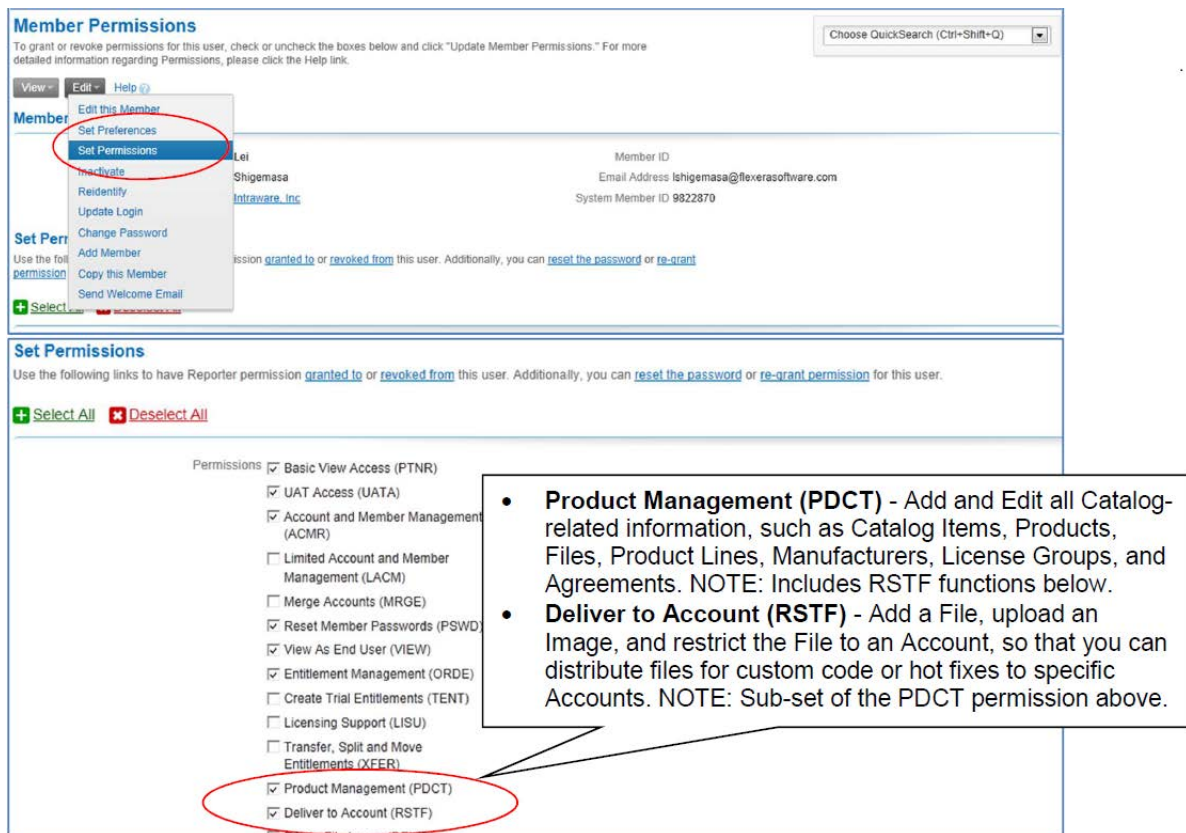 Member Permissions
To grant or revoke permissions for this user, check or uncheck the boxes below and click "Update Member Permissions." For more
detailed information regarding Permissions, please click the Help link.
Choose QuickSearch (Ctrl+Shift+Q)
View Edit Help
Member
Edit this Member
Set Preferences
Set Permissions
Inactivate
Reidentify
Update Login
Change Password
Add Member
Copy this Member
Send Welcome Email
Lei
Shigemasa
Intraware, Inc
Member ID
Email Address lshigemasa@flexerasoftware.com
System Member ID 9822870
Set Per
Use the fol ission granted to or revoked from this user. Additionally, you can reset the password or re-grant
permission
Select All Deselect All
Set Permissions
Use the following links to have Reporter permission granted to or revoked from this user. Additionally, you can reset the password or re-grant permission for this user.
Select All Deselect All
Permissions Basic View Access (PTNR)
UAT Access (UATA)
Account and Member Management
(ACMR)
Limited Account and Member
Management (LACM)
Merge Accounts (MRGE)
Reset Member Passwords (PSWD)
View As End User (VIEW)
Entitlement Management (ORDE)
Create Trial Entitlements (TENT)
Licensing Support (LISU)
Transfer, Split and Move
Entitlements (XFER)
Product Management (PDCT)
Deliver to Account (RSTF)
• Product Management (PDCT) - Add and Edit all Catalog-
related information, such as Catalog Items, Products,
Files, Product Lines, Manufacturers, License Groups, and
Agreements. NOTE: Includes RSTF functions below.
• Deliver to Account (RSTF) - Add a File, upload an
Image, and restrict the File to an Account, so that you can
distribute files for custom code or hot fixes to specific
Accounts. NOTE: Sub-set of the PDCT permission above.